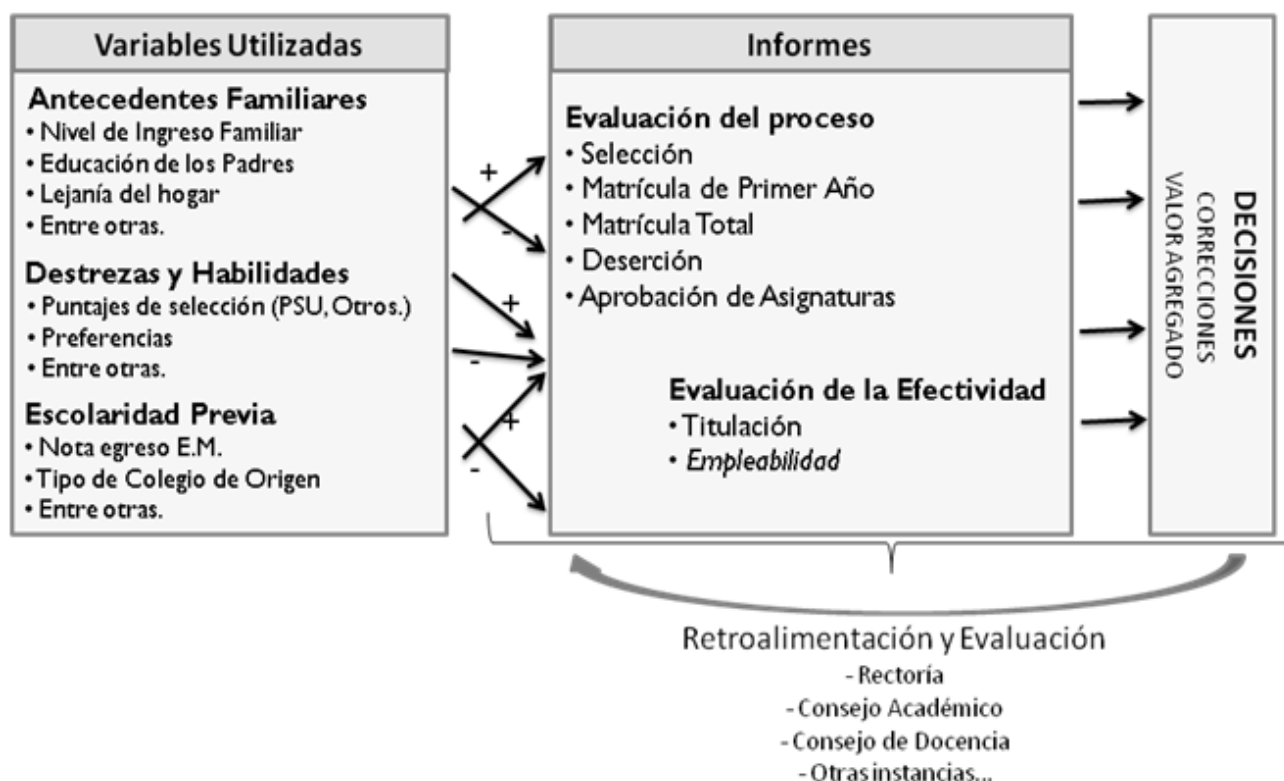 Variables Utilizadas
Antecedentes Familiares
• Nivel de Ingreso Familiar
• Educación de los Padres
• Lejanía del hogar
• Entre otras.
Destrezas y Habilidades
• Puntajes de selección (PSU, Otros.)
• Preferencias
• Entre otras.
Escolaridad Previa
• Nota egreso E.M.
• Tipo de Colegio de Origen
• Entre otras.
+
-
+
-
+
-
Informes
Evaluación del proceso
• Selección
• Matrícula de Primer Año
• Matrícula Total
• Deserción
• Aprobación de Asignaturas
Evaluación de la Efectividad
• Titulación
• Empleabilidad
DECISIONES
CORRECCIONES
VALOR AGREGADO
Retroalimentación y Evaluación
- Rectoría
- Consejo Académico
- Consejo de Docencia
- Otras instancias...